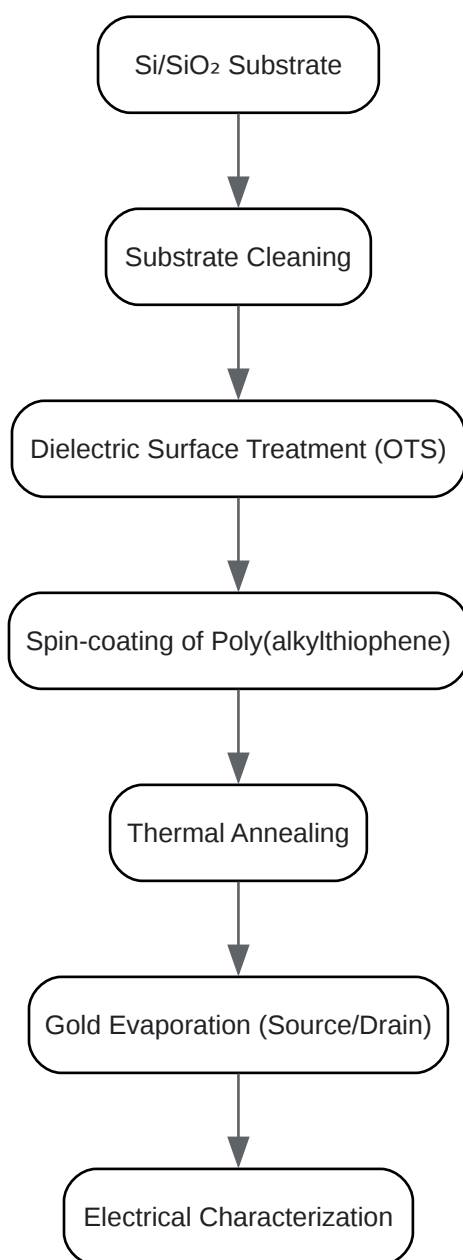 Si/SiO₂ Substrate
Substrate Cleaning
Dielectric Surface Treatment (OTS)
Spin-coating of Poly(alkylthiophene)
Thermal Annealing
Gold Evaporation (Source/Drain)
Electrical Characterization